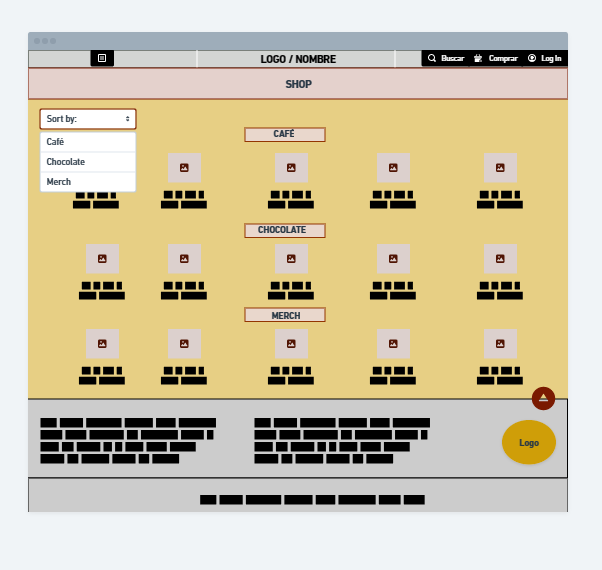 LOGO / NOMBRE
Buscar
Comprar
Log In
SHOP
Sort by:
Café
Chocolate
Merch
CAFÉ
CHOCOLATE
MERCH
Logo